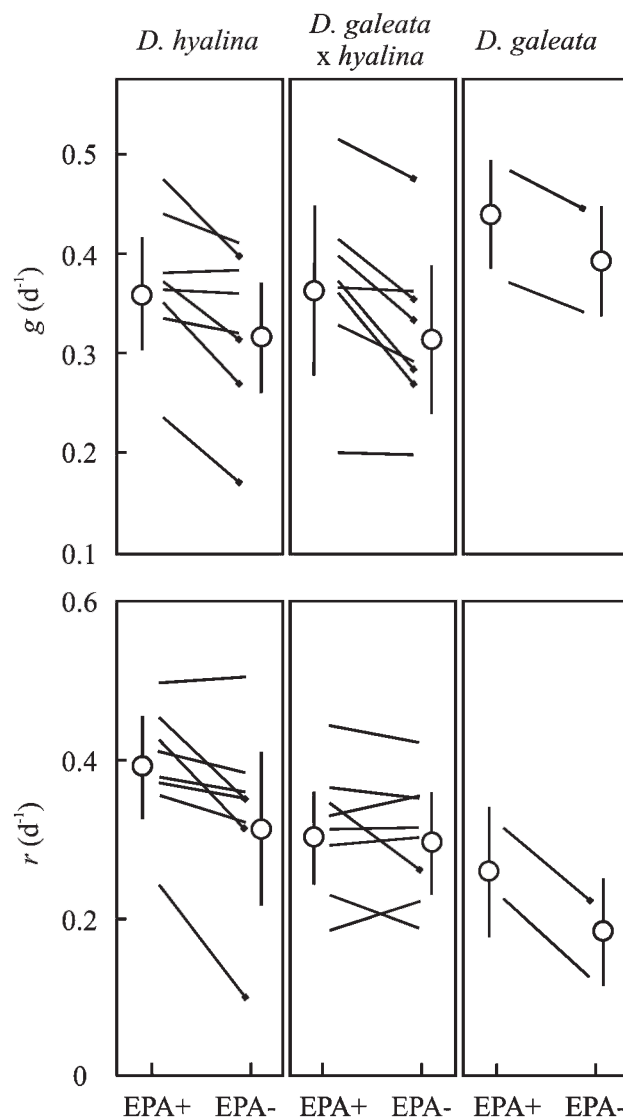 D. hyalina
D. galeata
x hyalina
D. galeata
0.5
0.4
0.3
0.2
0.1
g (d⁻¹)
0.6
0.4
0.2
0
r (d⁻¹)
EPA+ EPA- EPA+ EPA- EPA+ EPA-